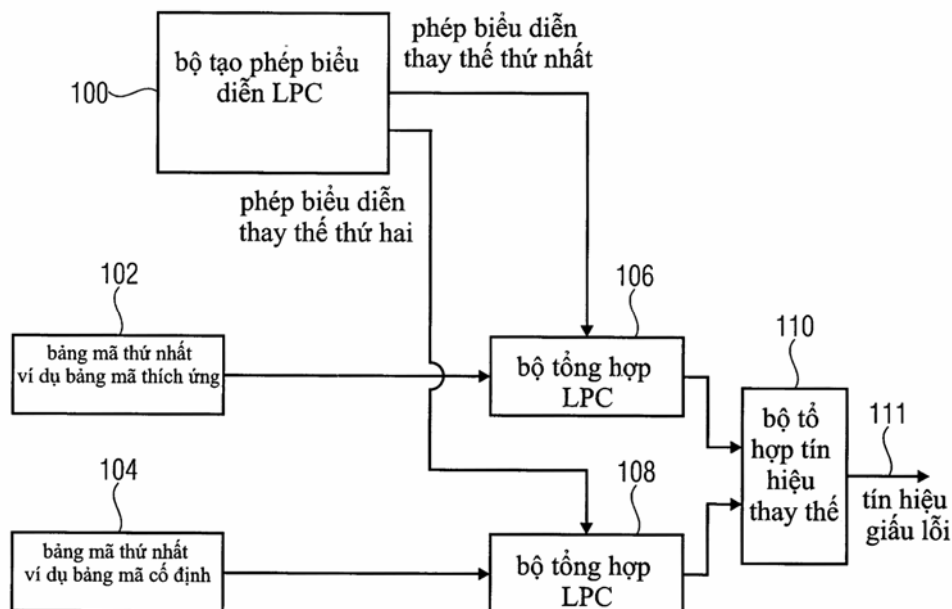 phép biểu diễn
thay thế thứ nhất
bộ tạo phép biểu
diễn LPC
100
phép biểu diễn
thay thế thứ hai
102
106
bảng mã thứ nhất
ví dụ bảng mã thích ứng
bộ tổng hợp
LPC
110
bộ tổ
hợp tín
hiệu
thay thế
111
tín hiệu
giấu lỗi
104
108
bảng mã thứ nhất
ví dụ bảng mã cố định
bộ tổng hợp
LPC